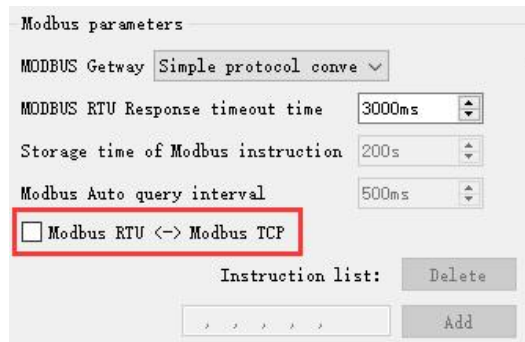 Modbus parameters
MODBUS Getway Simple protocol conve
MODBUS RTU Response timeout time 3000ms
Storage time of Modbus instruction 200s
Modbus Auto query interval 500ms
Modbus RTU <-> Modbus TCP
Instruction list: Delete
, , , , , Add